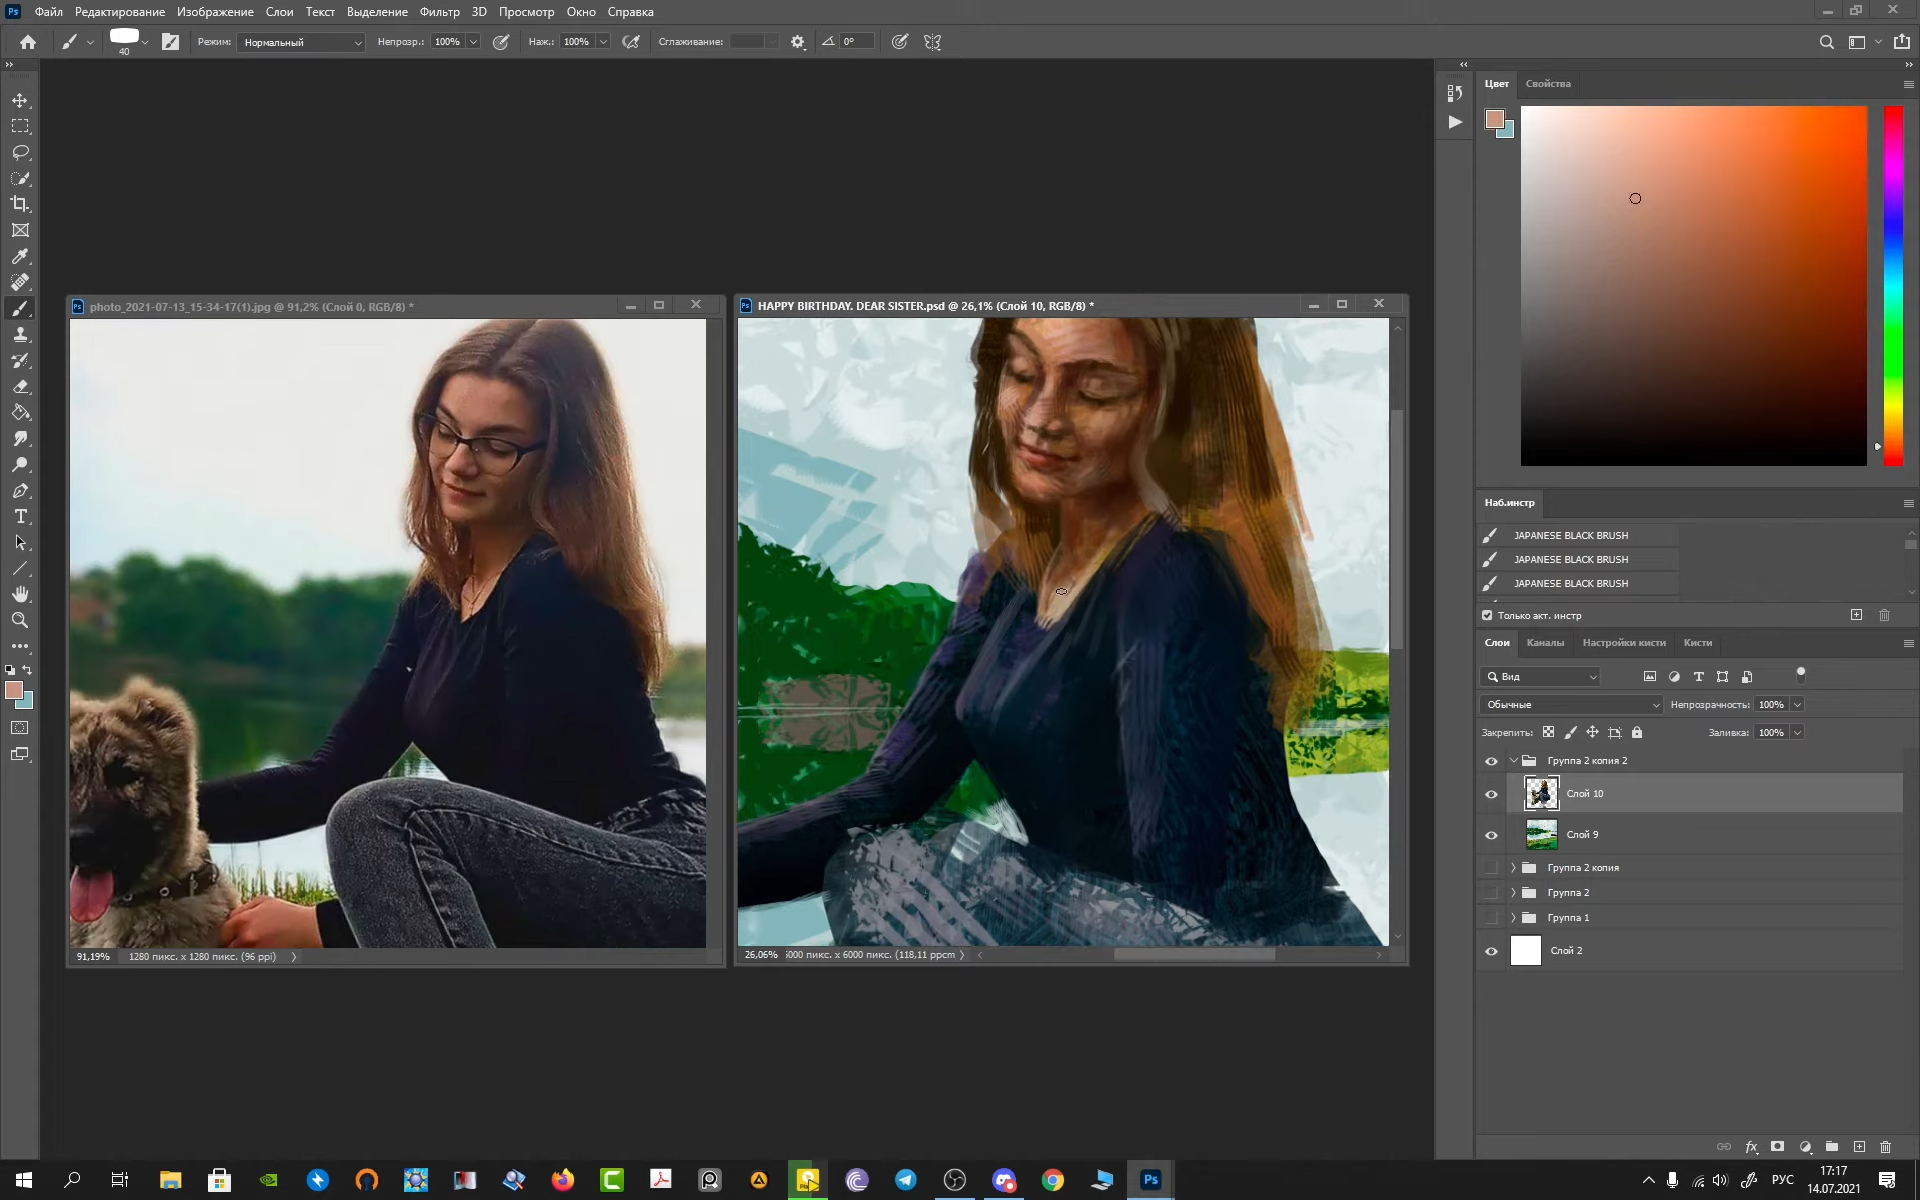 Ps Файл Редактирование Изображение Слои Текст Выделение Фильтр 3D Просмотр Окно Справка
40 Режим: Нормальный Непрозр.: 100% Наж.: 100% Сглаживание: 0°
Цвет Свойства
photo_2021-07-13_15-34-17(1).jpg @ 91,2% (Слой 0, RGB/8) *
HAPPY BIRTHDAY. DEAR SISTER.psd @ 26,1% (Слой 10, RGB/8) *
Наб.инстр
JAPANESE BLACK BRUSH
JAPANESE BLACK BRUSH
JAPANESE BLACK BRUSH
Только акт. инстр
Слои Каналы Настройки кисти Кисти
Вид
Обычные Непрозрачность: 100%
Закрепить: Заливка: 100%
Группа 2 копия 2
Слой 10
Слой 9
Группа 2 копия
Группа 2
Группа 1
Слой 2
91,19% 1280 пикс. x 1280 пикс. (96 ppi)
26,06% 6000 пикс. x 6000 пикс. (118,11 ppcm
Ps РУС 17:17
14.07.2021